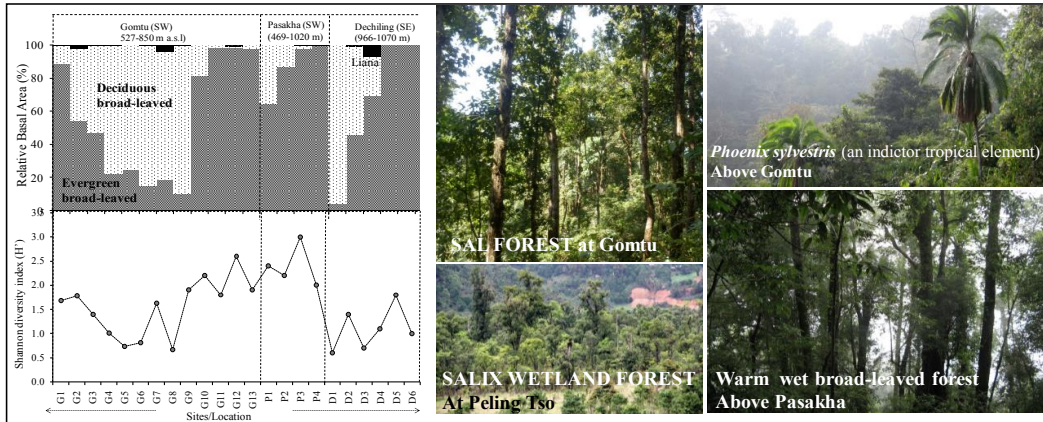 Gomtu (SW)
527-850 m a.s.l)
Pasakha (SW)
(469-1020 m)
Dechiling (SE)
(966-1070 m)
Relative Basal Area (%)
100
80
60
40
20
Liana
Deciduous
broad-leaved
Evergreen
broad-leaved
Shannon diversity index (H')
3.0
2.5
2.0
1.5
1.0
0.5
0.0
G1 G2 G3 G4 G5 G6 G7 G8 G9 G10 G11 G12 G13 P1 P2 P3 P4 D1 D2 D3 D4 D5 D6
Sites/Location
SAL FOREST at Gomtu
SALIX WETLAND FOREST
At Peling Tso
Phoenix sylvestris (an indictor tropical element)
Above Gomtu
Warm wet broad-leaved forest
Above Pasakha